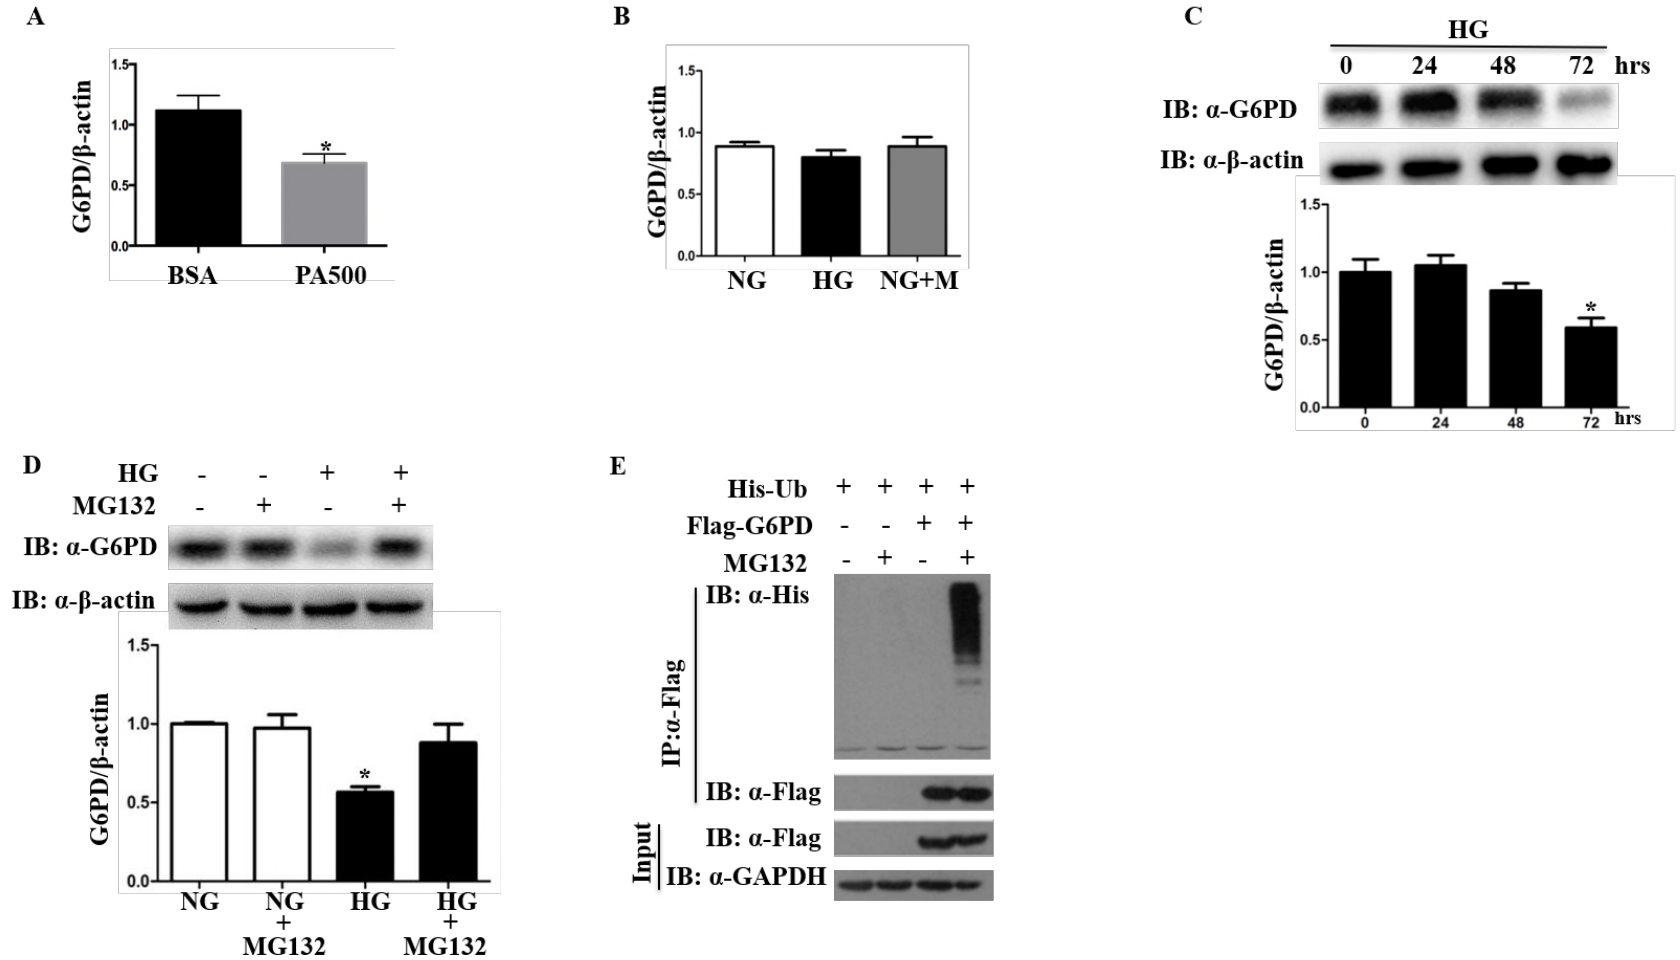 A
G6PD/β-actin
1.5
1.0
0.5
0.0
*
BSA PA500
B
G6PD/β-actin
1.5
1.0
0.5
0.0
NG HG NG+M
C
HG
0 24 48 72 hrs
IB: α-G6PD
IB: α-β-actin
G6PD/β-actin
1.5
1.0
0.5
0.0
*
0 24 48 72 hrs
D
HG - - + +
MG132 - + - +
IB: α-G6PD
IB: α-β-actin
G6PD/β-actin
1.5
1.0
0.5
0.0
*
NG NG HG HG
+ +
MG132 MG132
E
His-Ub + + + +
Flag-G6PD - - + +
MG132 - + - +
IP:α-Flag
IB: α-His
IB: α-Flag
Input
IB: α-Flag
IB: α-GAPDH